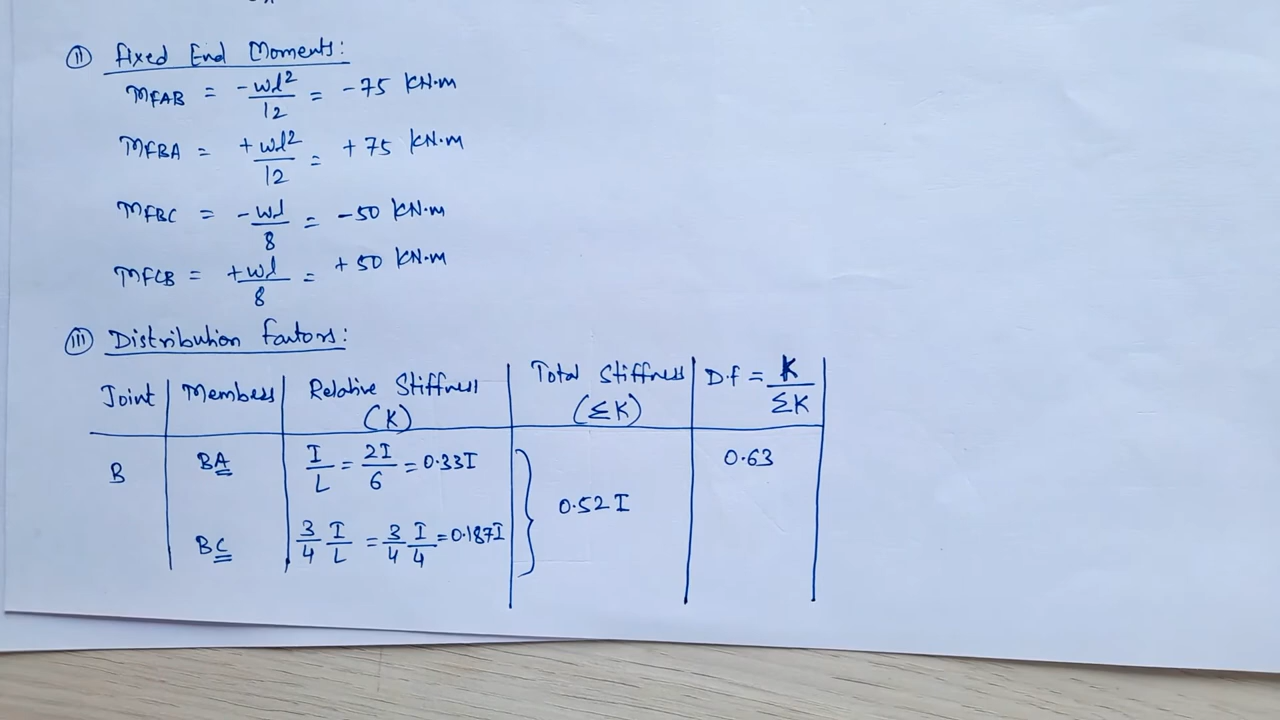 (II) Fixed End Moments:
MFAB = -wl²/12 = -75 KN.m
MFBA = +wl²/12 = +75 KN.m
MFBC = -wl/8 = -50 KN.m
MFCB = +wl/8 = +50 KN.m
(III) Distribution factors:
Joint Members Relative Stiffness (K) Total Stiffness (ΣK) D.f = K/ΣK
B BA I/L = 2I/6 = 0.33I 0.52I 0.63
BC 3/4 I/L = 3/4 I/4 = 0.187I